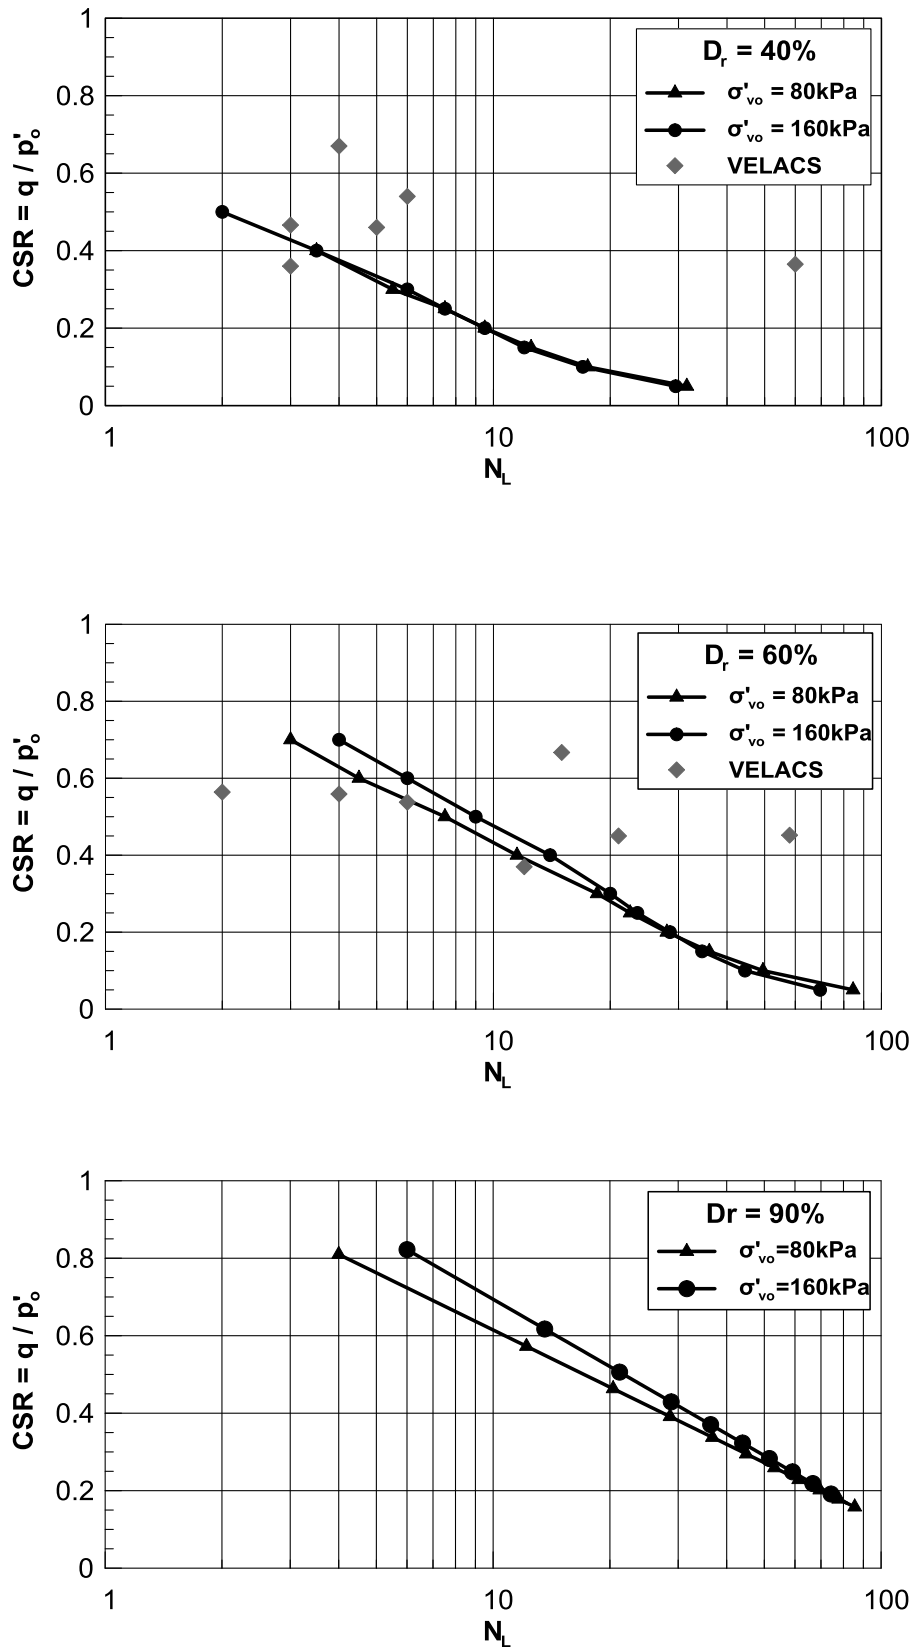 1
0.8
0.6
0.4
0.2
0
CSR = q / p'o
Dr = 40%
σ'vo = 80kPa
σ'vo = 160kPa
VELACS
1 10 100
NL
1
0.8
0.6
0.4
0.2
0
CSR = q / p'o
Dr = 60%
σ'vo = 80kPa
σ'vo = 160kPa
VELACS
1 10 100
NL
1
0.8
0.6
0.4
0.2
0
CSR = q / p'o
Dr = 90%
σ'vo=80kPa
σ'vo=160kPa
1 10 100
NL